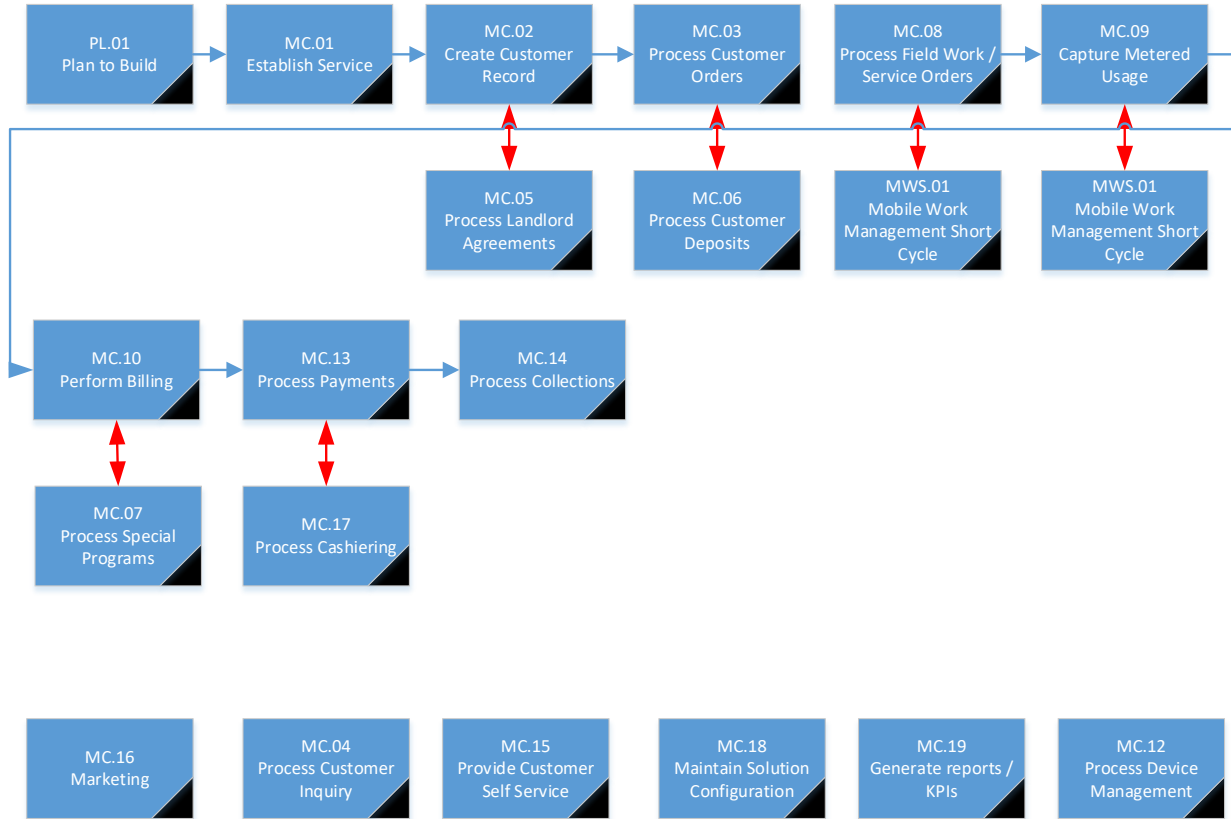 PL.01
Plan to Build
MC.01
Establish Service
MC.02
Create Customer
Record
MC.03
Process Customer
Orders
MC.08
Process Field Work /
Service Orders
MC.09
Capture Metered
Usage
MC.05
Process Landlord
Agreements
MC.06
Process Customer
Deposits
MWS.01
Mobile Work
Management Short
Cycle
MWS.01
Mobile Work
Management Short
Cycle
MC.10
Perform Billing
MC.13
Process Payments
MC.14
Process Collections
MC.07
Process Special
Programs
MC.17
Process Cashiering
MC.16
Marketing
MC.04
Process Customer
Inquiry
MC.15
Provide Customer
Self Service
MC.18
Maintain Solution
Configuration
MC.19
Generate reports /
KPIs
MC.12
Process Device
Management